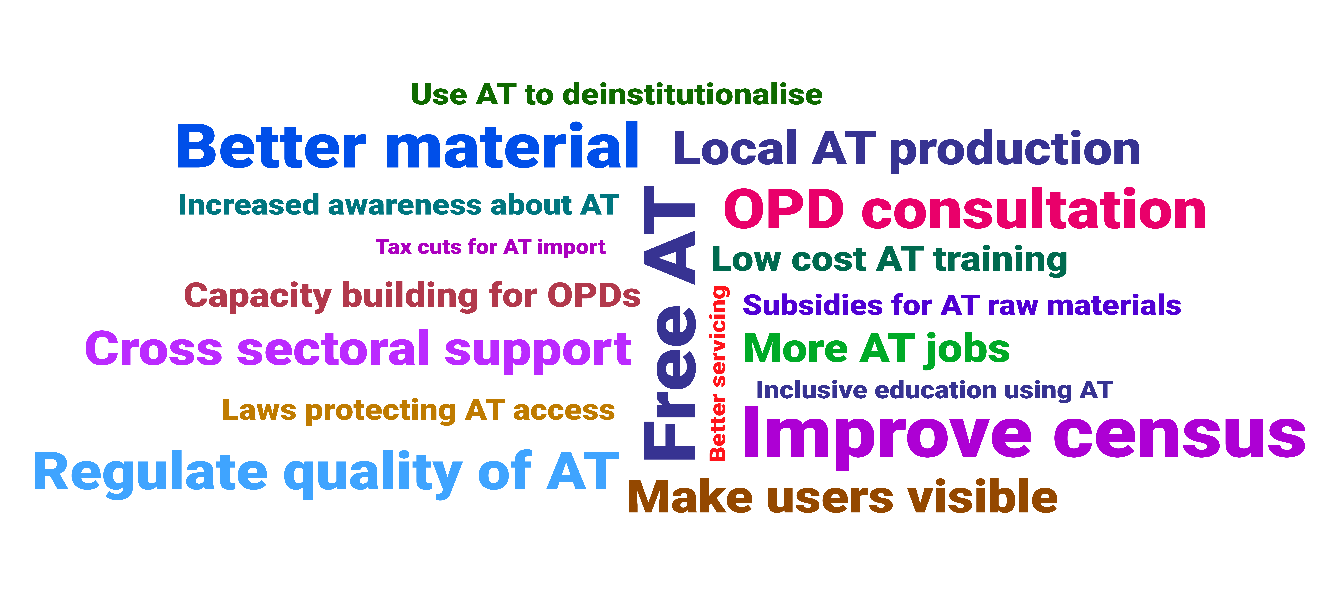 Use AT to deinstitutionalise
Better material
Local AT production
Increased awareness about AT
OPD consultation
Tax cuts for AT import
Free AT
Low cost AT training
Capacity building for OPDs
Better servicing
Subsidies for AT raw materials
Cross sectoral support
More AT jobs
Inclusive education using AT
Laws protecting AT access
Improve census
Regulate quality of AT
Make users visible